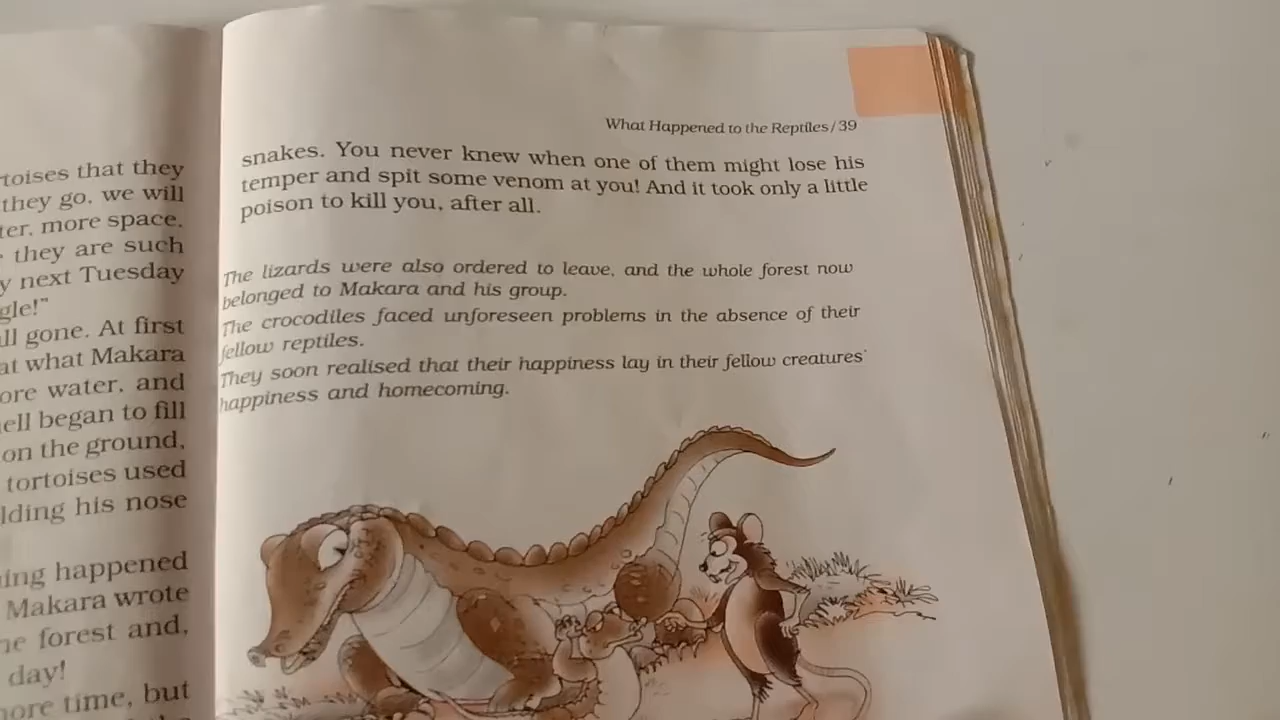 toises that they
they go, we will
ter, more space.
they are such
y next Tuesday
gle!"
ll gone. At first
at what Makara
ore water, and
ell began to fill
on the ground,
tortoises used
lding his nose
ing happened
Makara wrote
he forest and,
day!
nore time, but
What Happened to the Reptiles/39
snakes. You never knew when one of them might lose his
temper and spit some venom at you! And it took only a little
poison to kill you, after all.
The lizards were also ordered to leave, and the whole forest now
belonged to Makara and his group.
The crocodiles faced unforeseen problems in the absence of their
fellow reptiles.
They soon realised that their happiness lay in their fellow creatures'
happiness and homecoming.